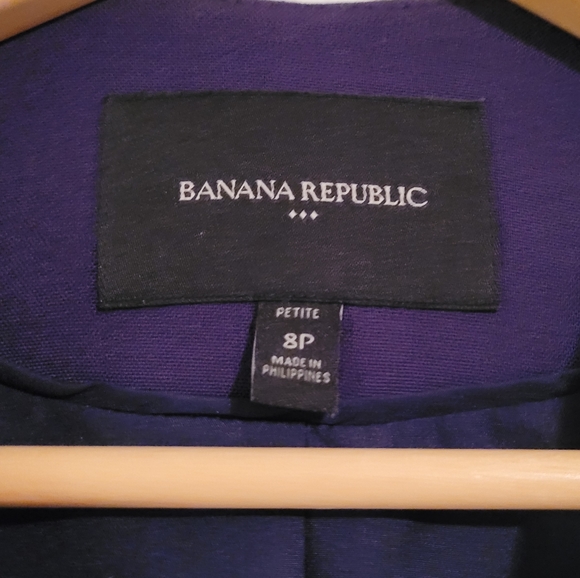 BANANA REPUBLIC
PETITE
8P
MADE IN
PHILIPPINES